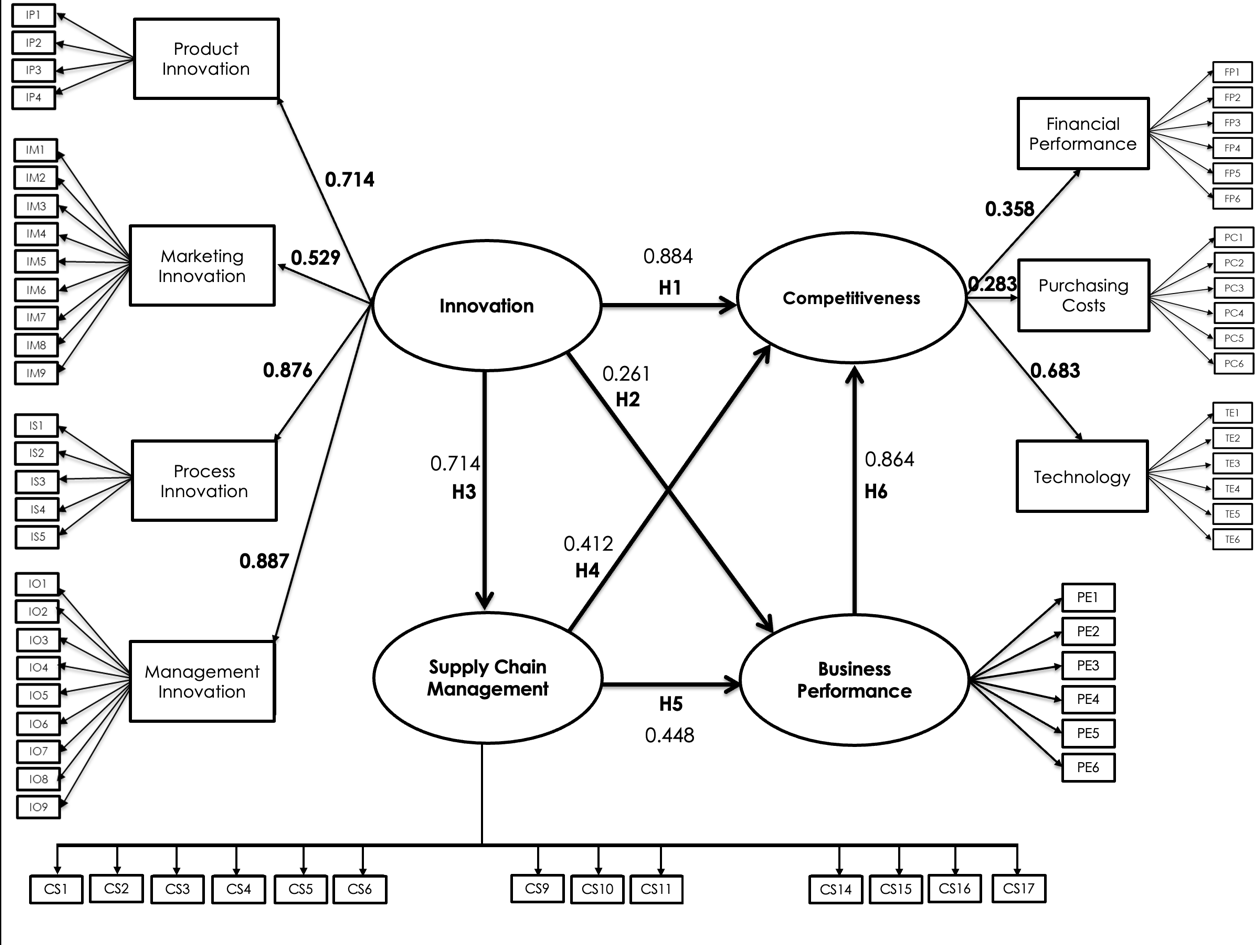 IP1
IP2
IP3
IP4
Product
Innovation
IM1
IM2
IM3
IM4
IM5
IM6
IM7
IM8
IM9
Marketing
Innovation
IS1
IS2
IS3
IS4
IS5
Process
Innovation
IO1
IO2
IO3
IO4
IO5
IO6
IO7
IO8
IO9
Management
Innovation
0.714
0.529
0.876
0.887
Innovation
0.884
H1
0.261
H2
0.714
H3
0.412
H4
Supply Chain
Management
H5
0.448
Competitiveness
0.864
H6
Business
Performance
0.358
0.283
0.683
Financial
Performance
Purchasing
Costs
Technology
FP1
FP2
FP3
FP4
FP5
FP6
PC1
PC2
PC3
PC4
PC5
PC6
TE1
TE2
TE3
TE4
TE5
TE6
PE1
PE2
PE3
PE4
PE5
PE6
CS1
CS2
CS3
CS4
CS5
CS6
CS9
CS10
CS11
CS14
CS15
CS16
CS17